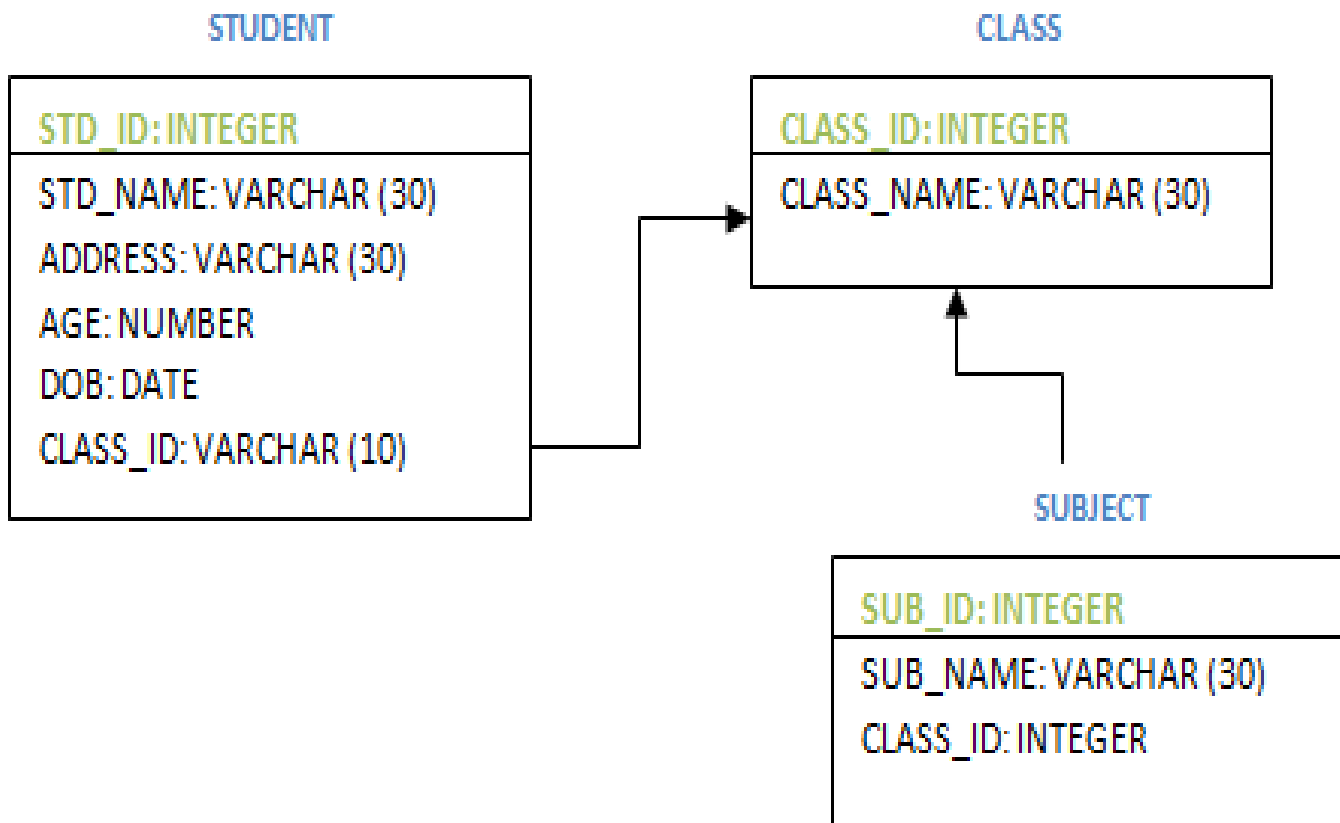 STUDENT
STD_ID: INTEGER
STD_NAME: VARCHAR (30)
ADDRESS: VARCHAR (30)
AGE: NUMBER
DOB: DATE
CLASS_ID: VARCHAR (10)
CLASS
CLASS_ID: INTEGER
CLASS_NAME: VARCHAR (30)
SUBJECT
SUB_ID: INTEGER
SUB_NAME: VARCHAR (30)
CLASS_ID: INTEGER